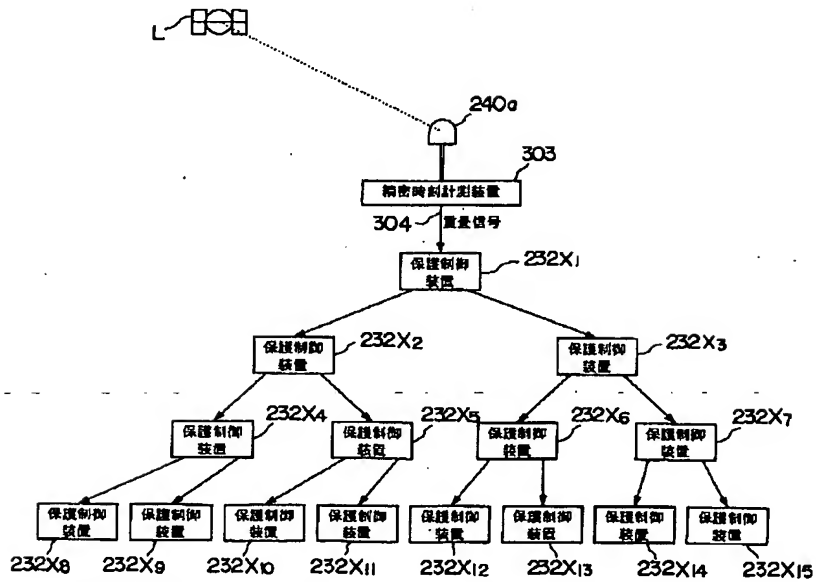 L
240a
303
精密時刻計測装置
304
重畳信号
保護制御
装置
232X1
保護制御
装置
232X2
保護制御
装置
232X3
保護制御
装置
232X4
保護制御
装置
232X5
保護制御
装置
232X6
保護制御
装置
232X7
保護制御
装置
保護制御
装置
保護制御
装置
保護制御
装置
保護制御
装置
保護制御
装置
保護制御
装置
保護制御
装置
232X8
232X9
232X10
232X11
232X12
232X13
232X14
232X15